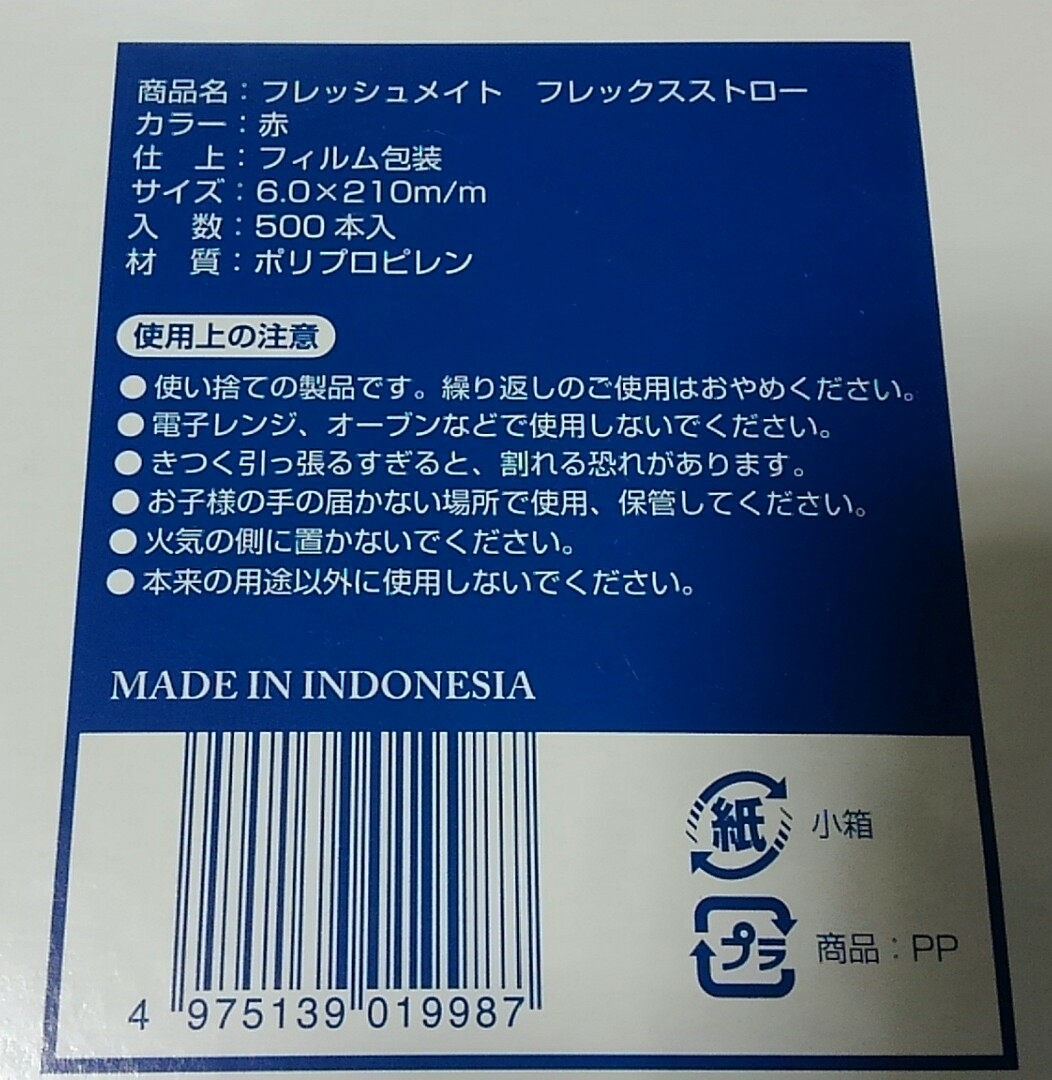 商品名：フレッシュメイト　フレックスストロー
カラー：赤
仕　上：フィルム包装
サイズ：6.0×210m/m
入　数：500本入
材　質：ポリプロピレン
使用上の注意
●使い捨ての製品です。繰り返しのご使用はおやめください。
●電子レンジ、オーブンなどで使用しないでください。
●きつく引っ張るすぎると、割れる恐れがあります。
●お子様の手の届かない場所で使用、保管してください。
●火気の側に置かないでください。
●本来の用途以外に使用しないでください。
MADE IN INDONESIA
紙 小箱
プラ 商品：PP
4 975139 019987